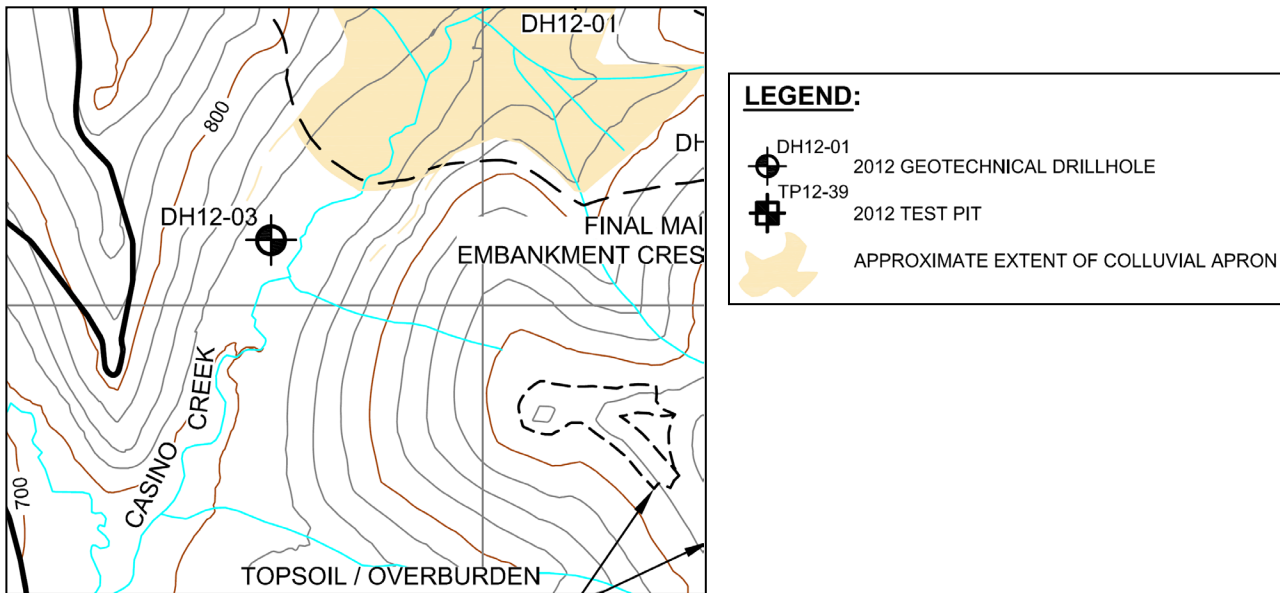 DH12-01
800
DH
DH12-03
FINAL MAI
EMBANKMENT CRES
CASINO CREEK
700
TOPSOIL / OVERBURDEN
LEGEND:
DH12-01
2012 GEOTECHNICAL DRILLHOLE
TP12-39
2012 TEST PIT
APPROXIMATE EXTENT OF COLLUVIAL APRON